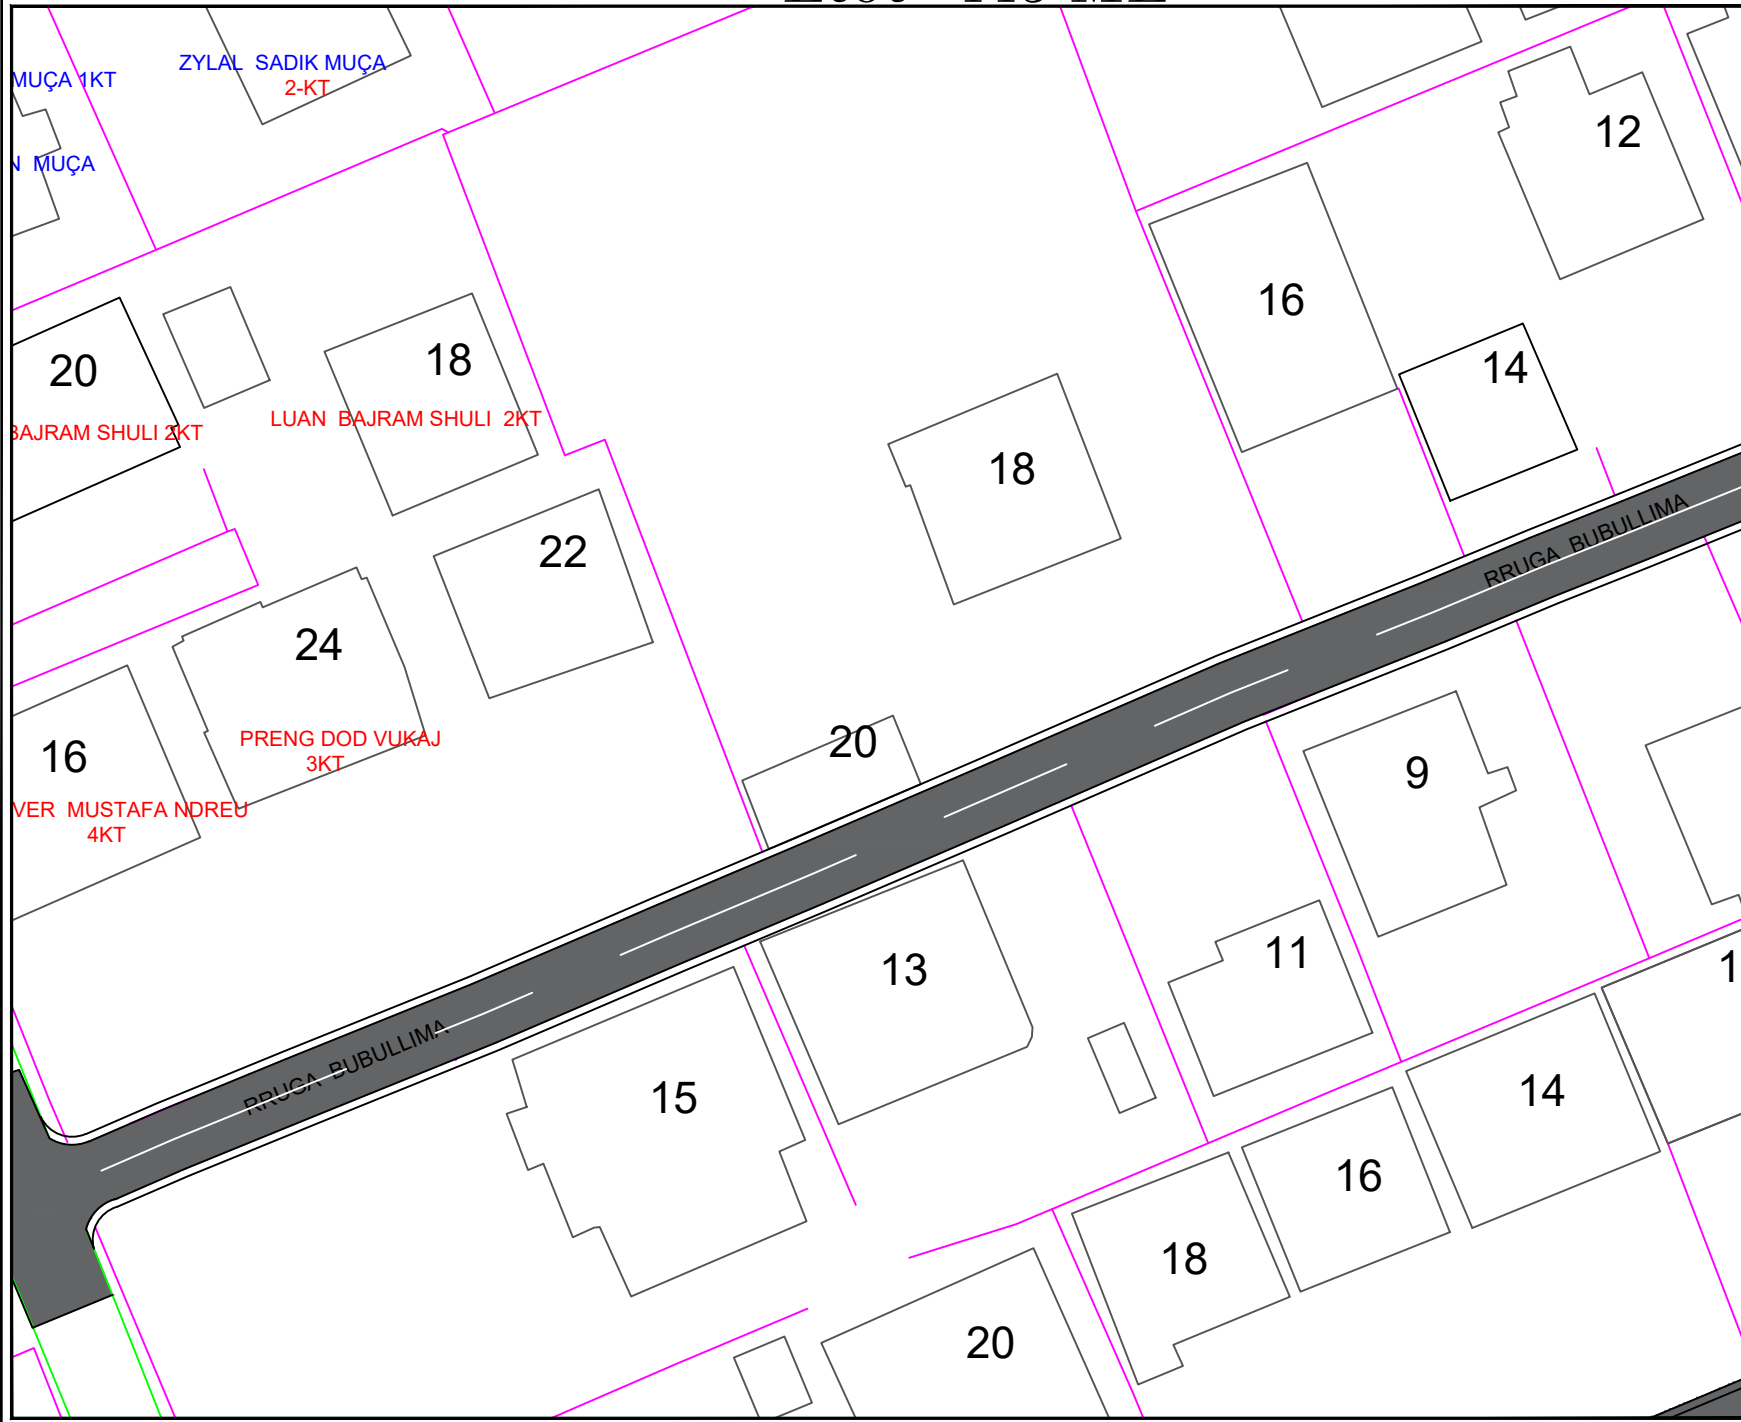 ZYLAL SADIK MUÇA
2-KT
MUÇA 1KT
MUÇA
12
16
14
20
BAJRAM SHULI 2KT
18
LUAN BAJRAM SHULI 2KT
18
22
24
PRENG DOD VUKAJ
3KT
16
VER MUSTAFA NDREU
4KT
20
RRUGA BUBULLIMA
9
11
13
15
RRUGA BUBULLIMA
14
16
18
20